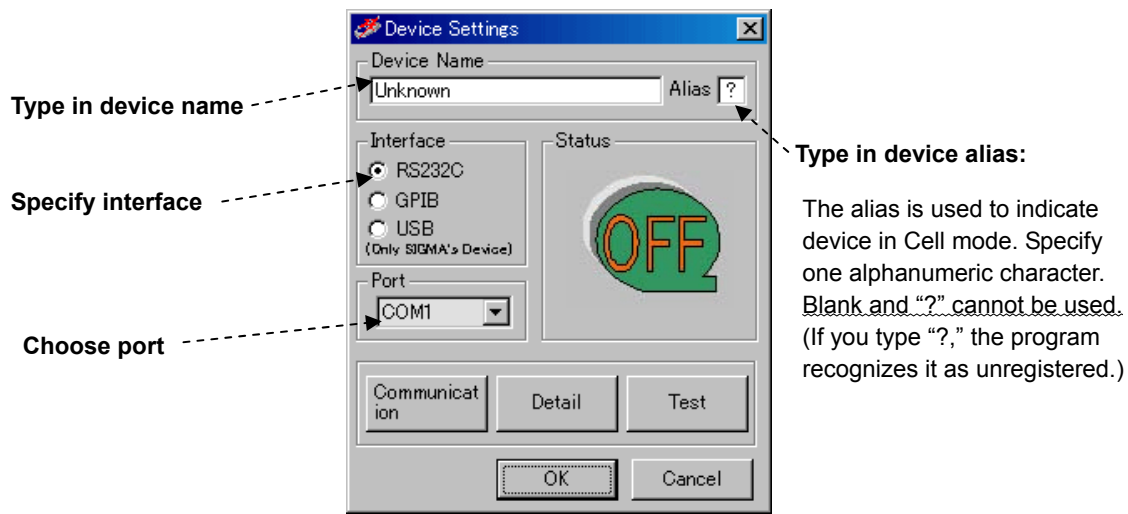 Device Settings
Device Name
Unknown
Alias ?
Type in device name
Interface
RS232C
GPIB
USB
(Only SIGMA's Device)
Specify interface
Status
OFF
Type in device alias:
The alias is used to indicate
device in Cell mode. Specify
one alphanumeric character.
Blank and “?” cannot be used.
(If you type “?,” the program
recognizes it as unregistered.)
Port
COM1
Choose port
Communicat
ion
Detail
Test
OK
Cancel